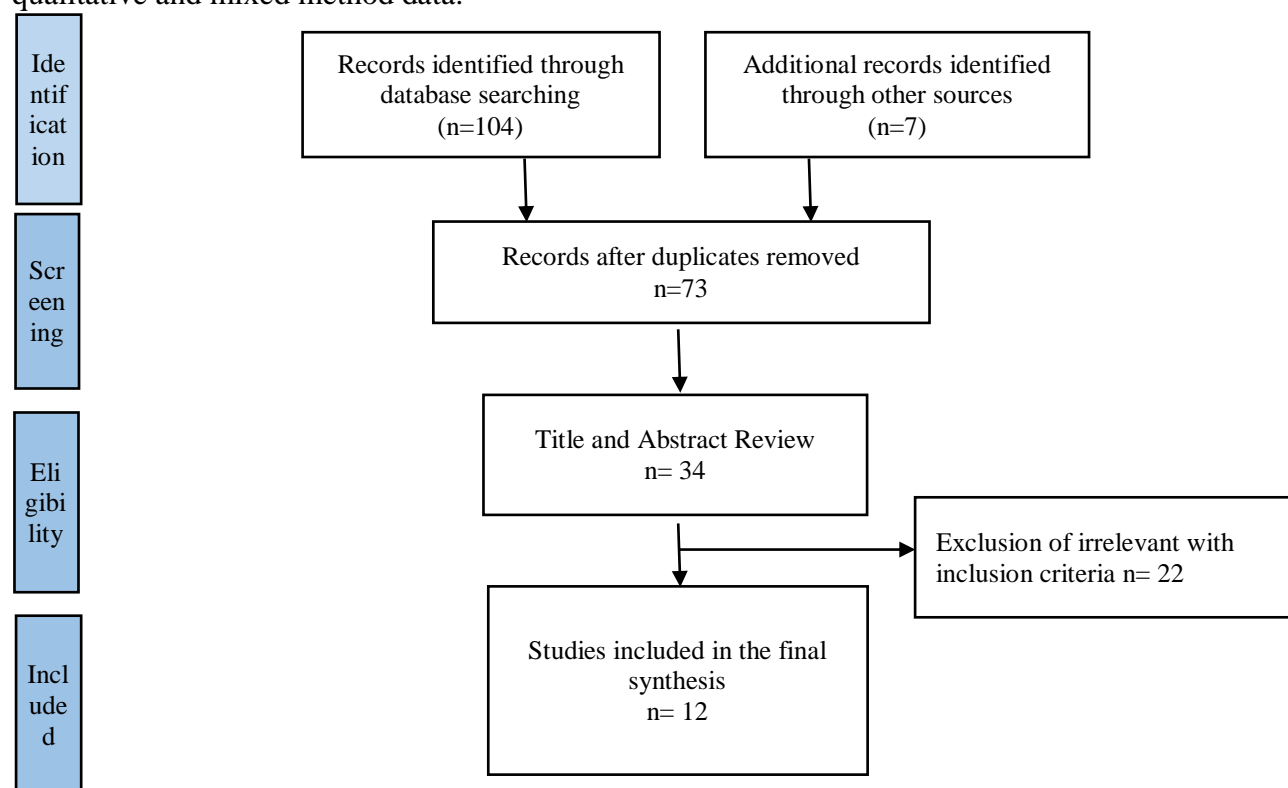 qualitative and mixed method data.
Ide
ntif
icat
ion
Records identified through
database searching
(n=104)
Additional records identified
through other sources
(n=7)
Scr
een
ing
Records after duplicates removed
n=73
Eli
gibi
lity
Title and Abstract Review
n= 34
Exclusion of irrelevant with
inclusion criteria n= 22
Incl
ude
d
Studies included in the final
synthesis
n= 12